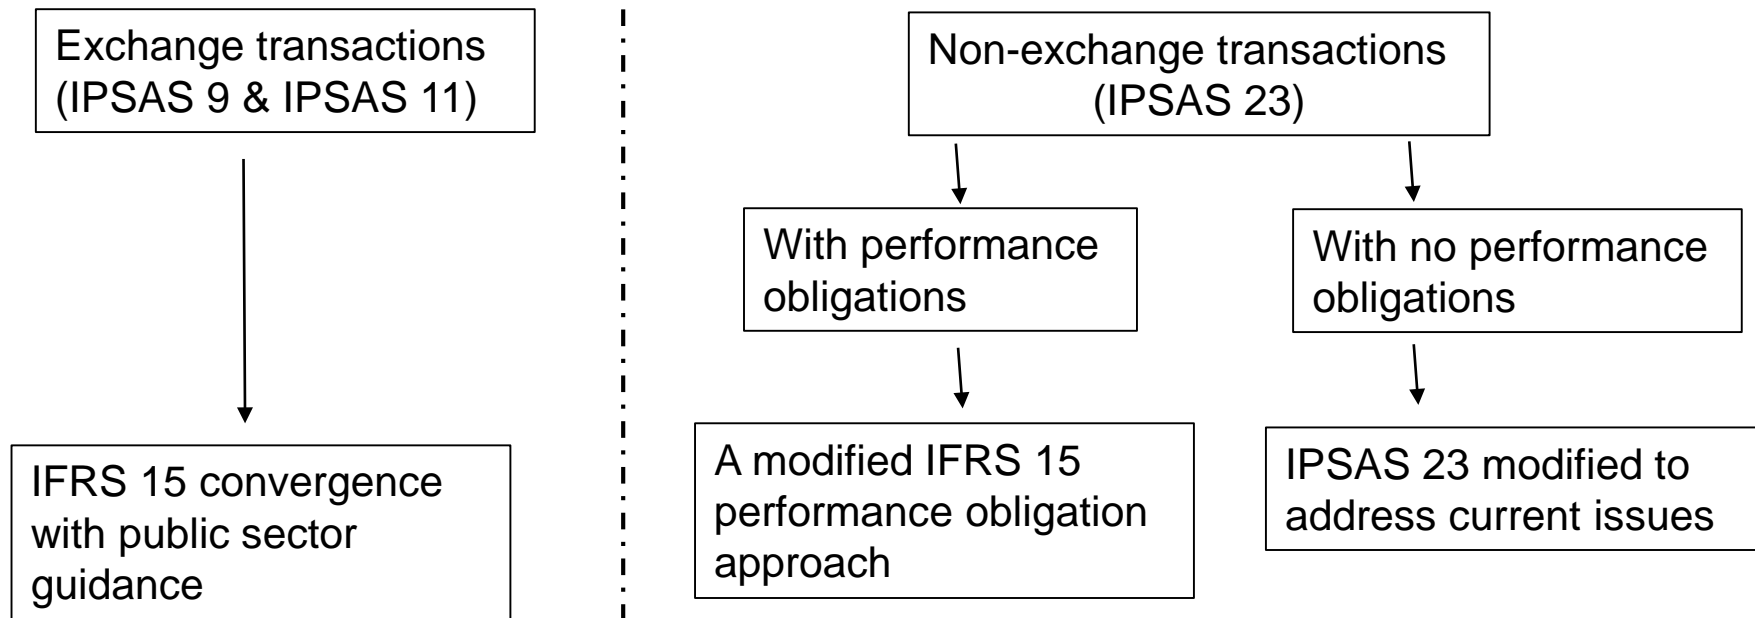 Exchange transactions
(IPSAS 9 & IPSAS 11)
IFRS 15 convergence
with public sector
guidance
Non-exchange transactions
(IPSAS 23)
With performance
obligations
A modified IFRS 15
performance obligation
approach
With no performance
obligations
IPSAS 23 modified to
address current issues